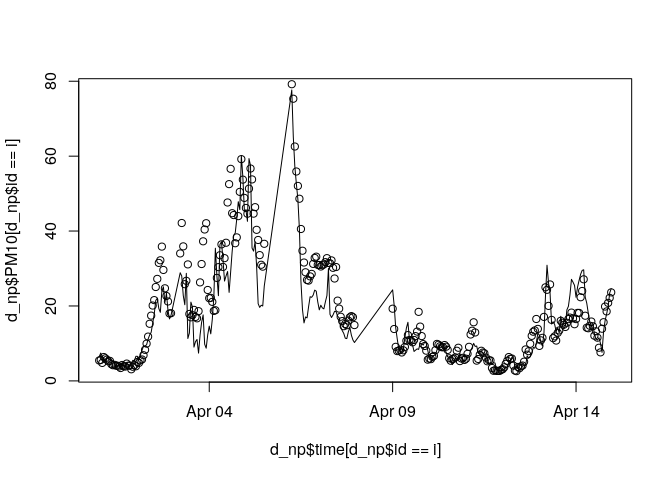 80
60
40
20
0
d_np$PM10[d_np$id == i]
Apr 04
Apr 09
Apr 14
d_np$time[d_np$id == i]